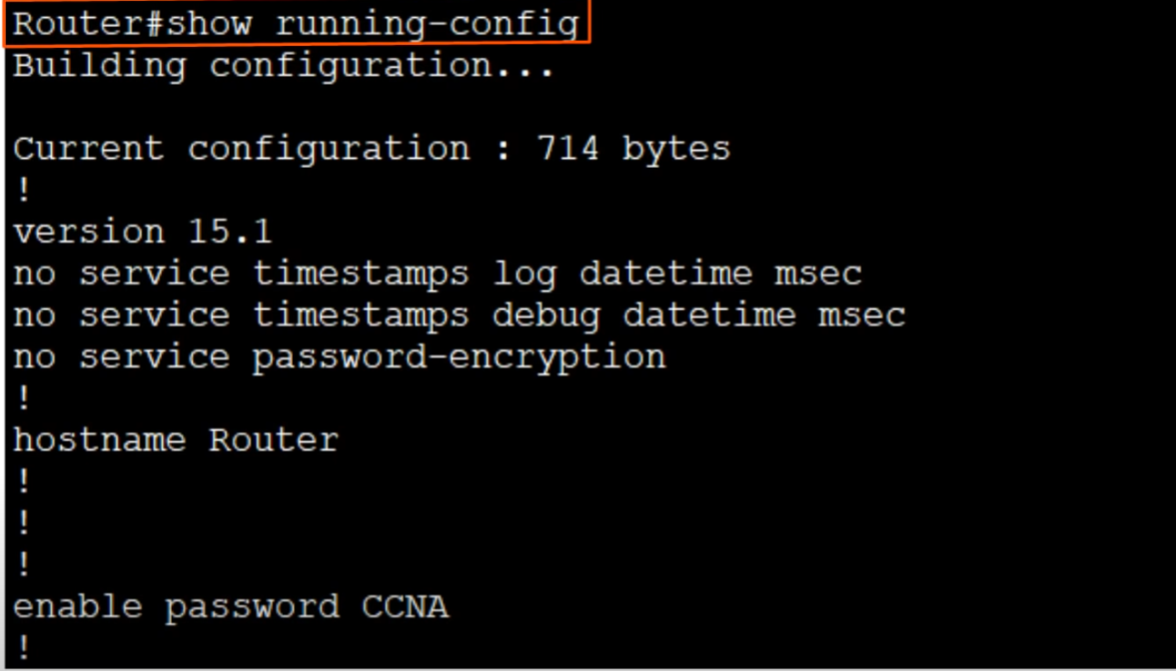 Router#show running-config
Building configuration...
Current configuration : 714 bytes
!
version 15.1
no service timestamps log datetime msec
no service timestamps debug datetime msec
no service password-encryption
!
hostname Router
!
!
!
enable password CCNA
!